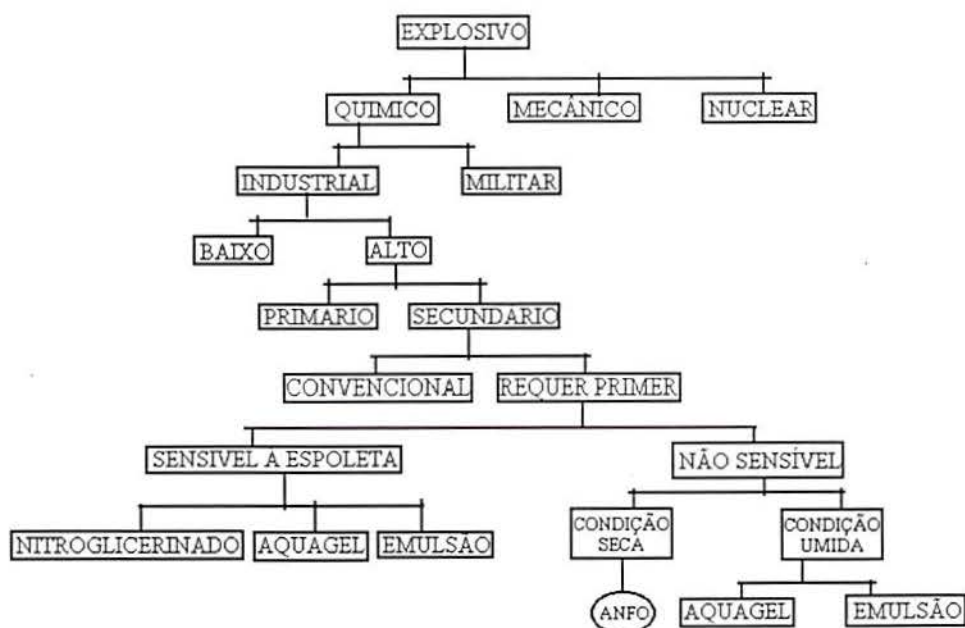 EXPLOSIVO
QUIMICO
MECÂNICO
NUCLEAR
INDUSTRIAL
MILITAR
BAIXO
ALTO
PRIMARIO
SECUNDARIO
CONVENCIONAL
REQUER PRIMER
SENSIVEL A ESPOLETA
NÃO SENSÍVEL
NITROGLICERINADO
AQUAGEL
EMULSÃO
CONDIÇÃO
SECA
CONDIÇÃO
UMIDA
ANFO
AQUAGEL
EMULSÃO